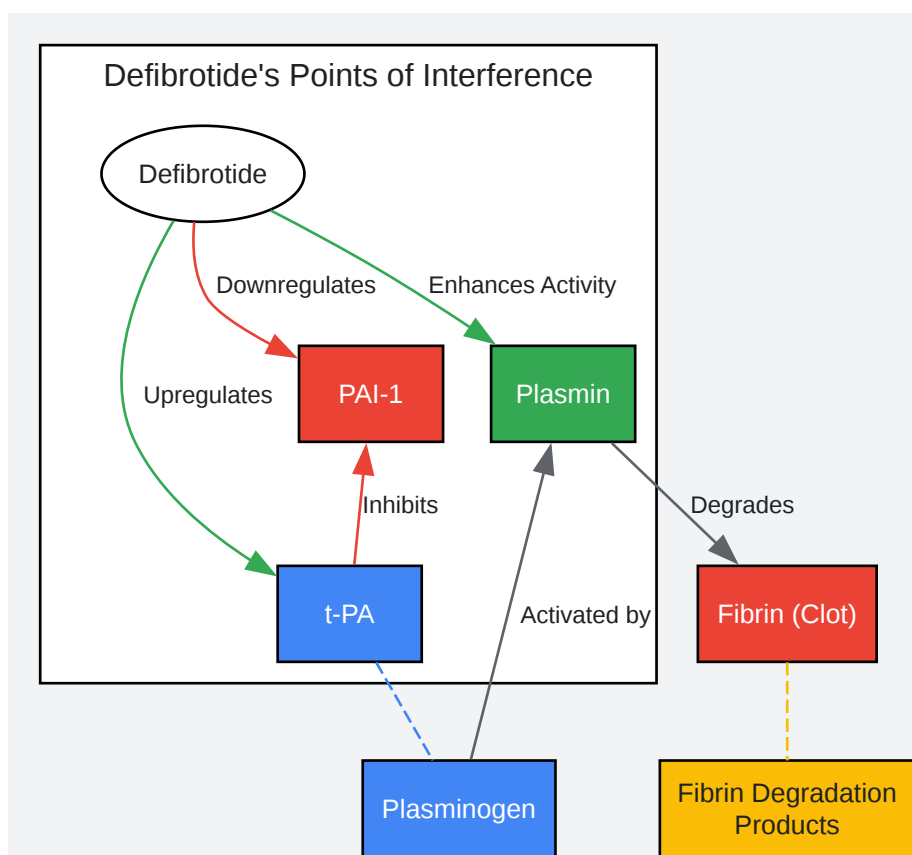 Defibrotide's Points of Interference
Defibrotide
Downregulates
Enhances Activity
Upregulates
PAI-1
Plasmin
Inhibits
Degrades
t-PA
Activated by
Fibrin (Clot)
Plasminogen
Fibrin Degradation
Products